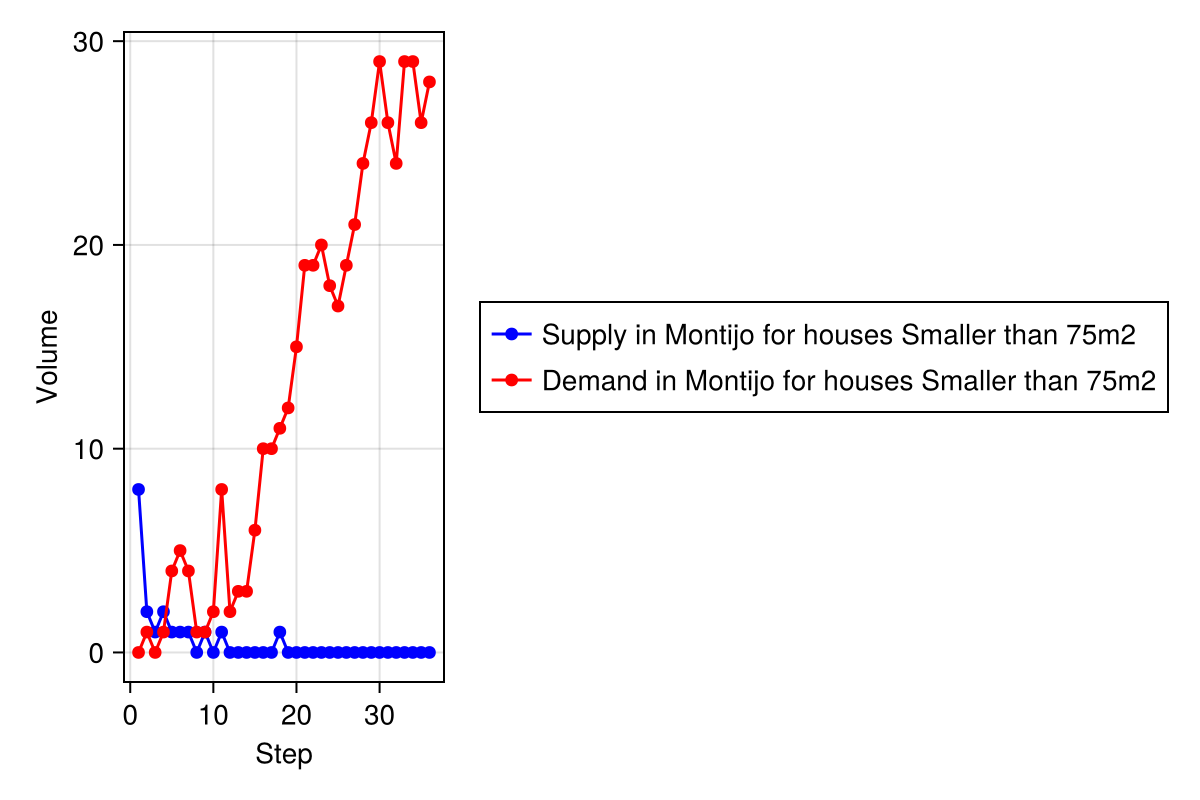 30
20
10
0
Volume
0 10 20 30
Step
Supply in Montijo for houses Smaller than 75m2
Demand in Montijo for houses Smaller than 75m2